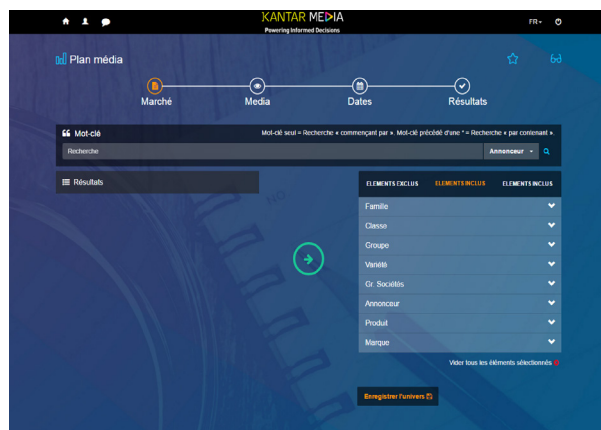 KANTAR MEDIA
Powering Informed Decisions
FR
Plan média
Marché
Media
Dates
Résultats
Mot-clé
Mot-clé seul = Recherche « commençant par ». Mot-clé précédé d'une * = Recherche « par contenant ».
Recherche
Annonceur
Résultats
ELEMENTS EXCLUS ELEMENTS INCLUS ELEMENTS INCLUS
Famille
Classe
Groupe
Variété
Gr. Sociétés
Annonceur
Produit
Marque
Vider tous les éléments sélectionnés
Enregistrer l'univers